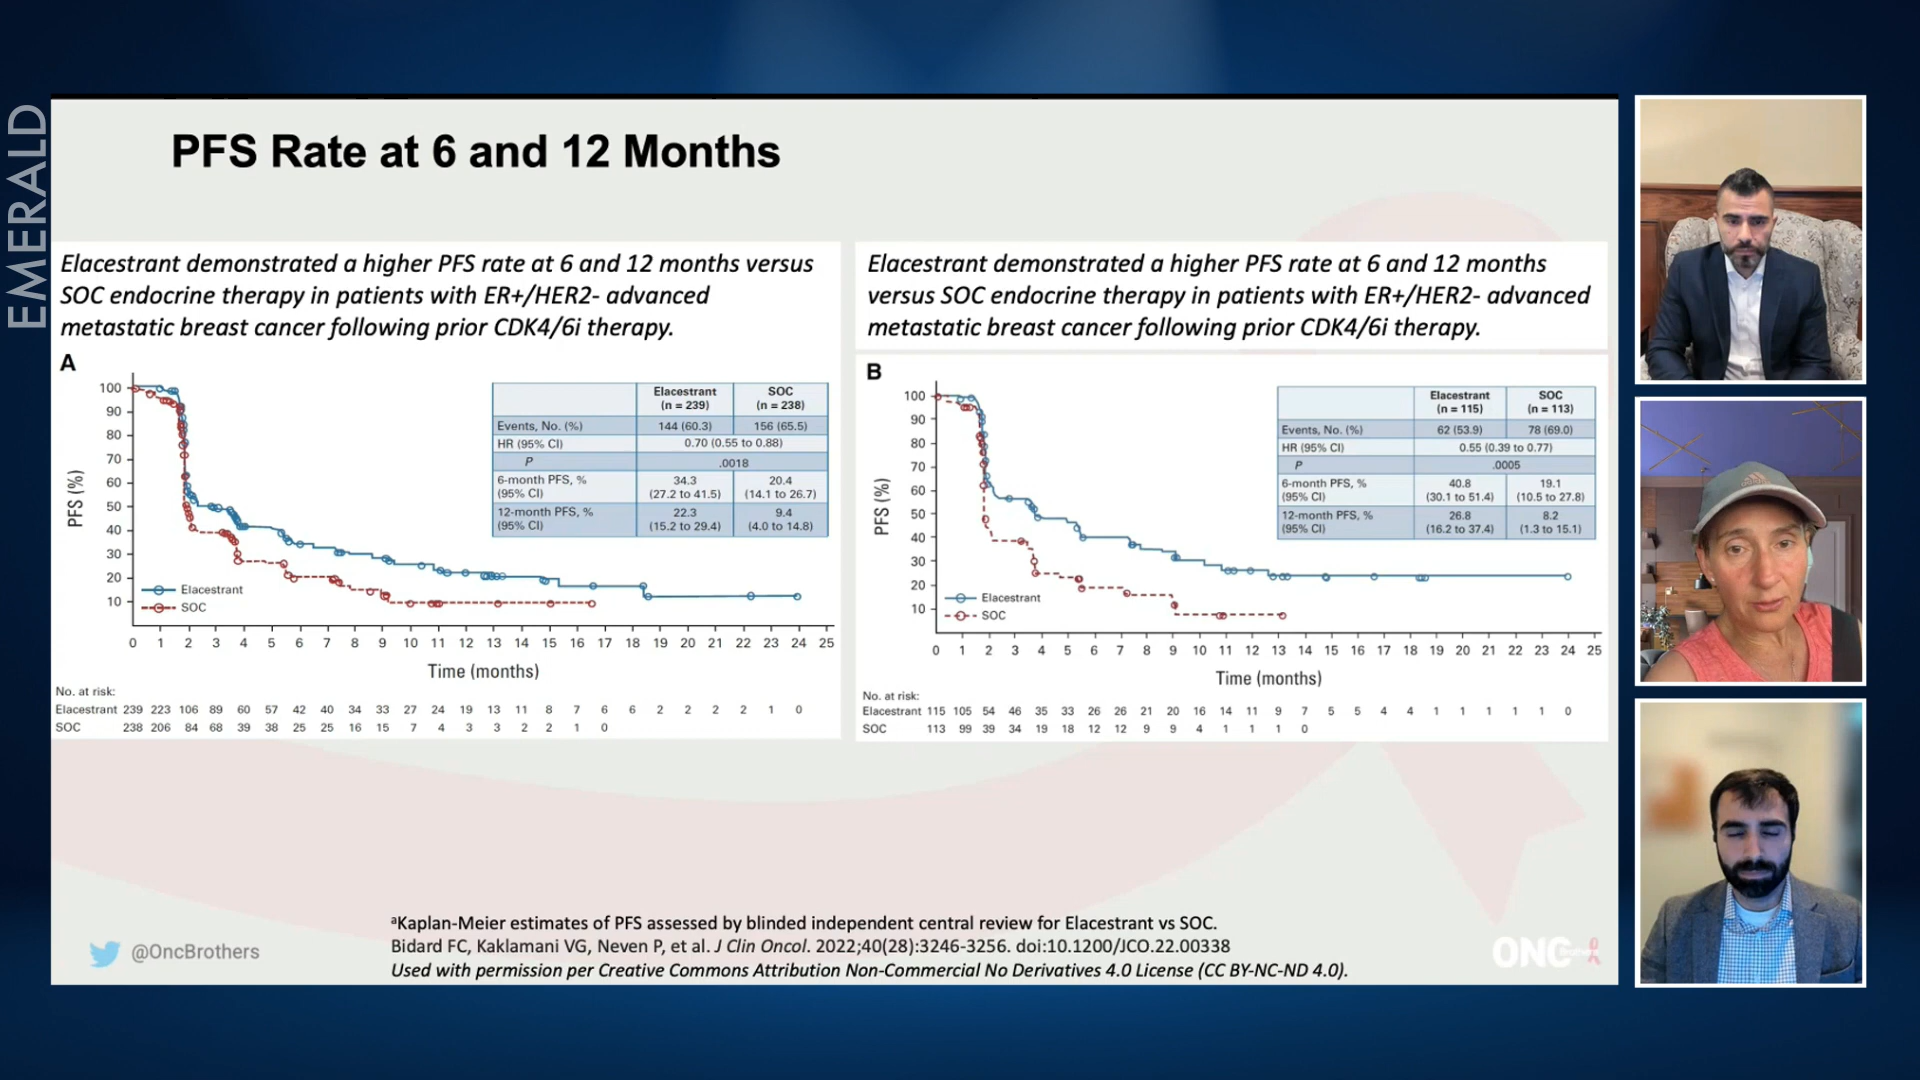 EMERALD
PFS Rate at 6 and 12 Months
Elacestrant demonstrated a higher PFS rate at 6 and 12 months versus
SOC endocrine therapy in patients with ER+/HER2- advanced
metastatic breast cancer following prior CDK4/6i therapy.
A
PFS (%)
100
90
80
70
60
50
40
30
20
10
Elacestrant
SOC
Elacestrant (n = 239) SOC (n = 238)
Events, No. (%) 144 (60.3) 156 (65.5)
HR (95% CI) 0.70 (0.55 to 0.88)
P .0018
6-month PFS, % (95% CI) 34.3 (27.2 to 41.5) 20.4 (14.1 to 26.7)
12-month PFS, % (95% CI) 22.3 (15.2 to 29.4) 9.4 (4.0 to 14.8)
0 1 2 3 4 5 6 7 8 9 10 11 12 13 14 15 16 17 18 19 20 21 22 23 24 25
Time (months)
No. at risk:
Elacestrant 239 223 106 89 60 57 42 40 34 33 27 24 19 13 11 8 7 6 6 2 2 2 2 1 0
SOC 238 206 84 68 39 38 25 25 16 15 7 4 3 3 2 2 1 0
Elacestrant demonstrated a higher PFS rate at 6 and 12 months
versus SOC endocrine therapy in patients with ER+/HER2- advanced
metastatic breast cancer following prior CDK4/6i therapy.
B
PFS (%)
100
90
80
70
60
50
40
30
20
10
Elacestrant
SOC
Elacestrant (n = 115) SOC (n = 113)
Events, No. (%) 62 (53.9) 78 (69.0)
HR (95% CI) 0.55 (0.39 to 0.77)
P .0005
6-month PFS, % (95% CI) 40.8 (30.1 to 51.4) 19.1 (10.5 to 27.8)
12-month PFS, % (95% CI) 26.8 (16.2 to 37.4) 8.2 (1.3 to 15.1)
0 1 2 3 4 5 6 7 8 9 10 11 12 13 14 15 16 17 18 19 20 21 22 23 24 25
Time (months)
No. at risk:
Elacestrant 115 105 54 46 35 33 26 26 21 20 16 14 11 9 7 5 5 4 4 1 1 1 1 1 0
SOC 113 99 39 34 19 18 12 12 9 9 4 1 1 1 0
ᵃKaplan-Meier estimates of PFS assessed by blinded independent central review for Elacestrant vs SOC.
Bidard FC, Kaklamani VG, Neven P, et al. J Clin Oncol. 2022;40(28):3246-3256. doi:10.1200/JCO.22.00338
Used with permission per Creative Commons Attribution Non-Commercial No Derivatives 4.0 License (CC BY-NC-ND 4.0).
@OncBrothers
ONC